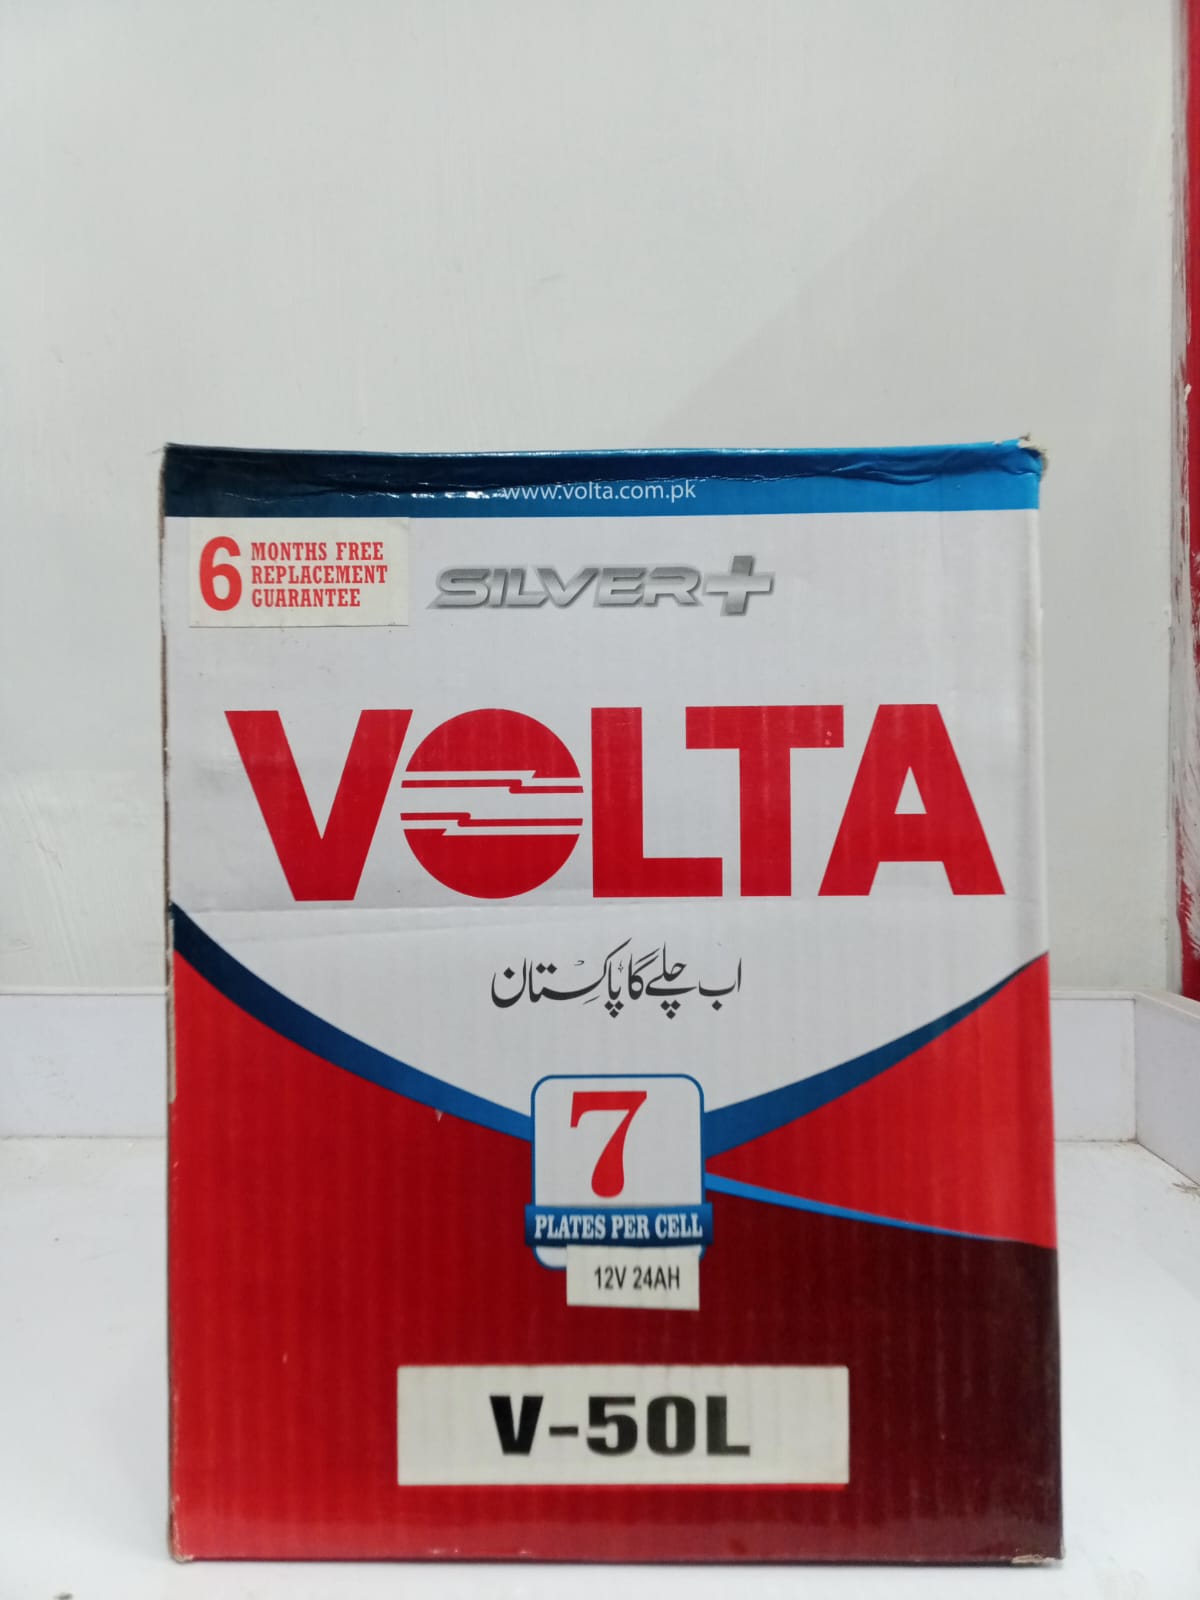 www.volta.com.pk
6 MONTHS FREE
REPLACEMENT
GUARANTEE
SILVER+
VOLTA
اب چلے گا پاکستان
7
PLATES PER CELL
12V 24AH
V-50L